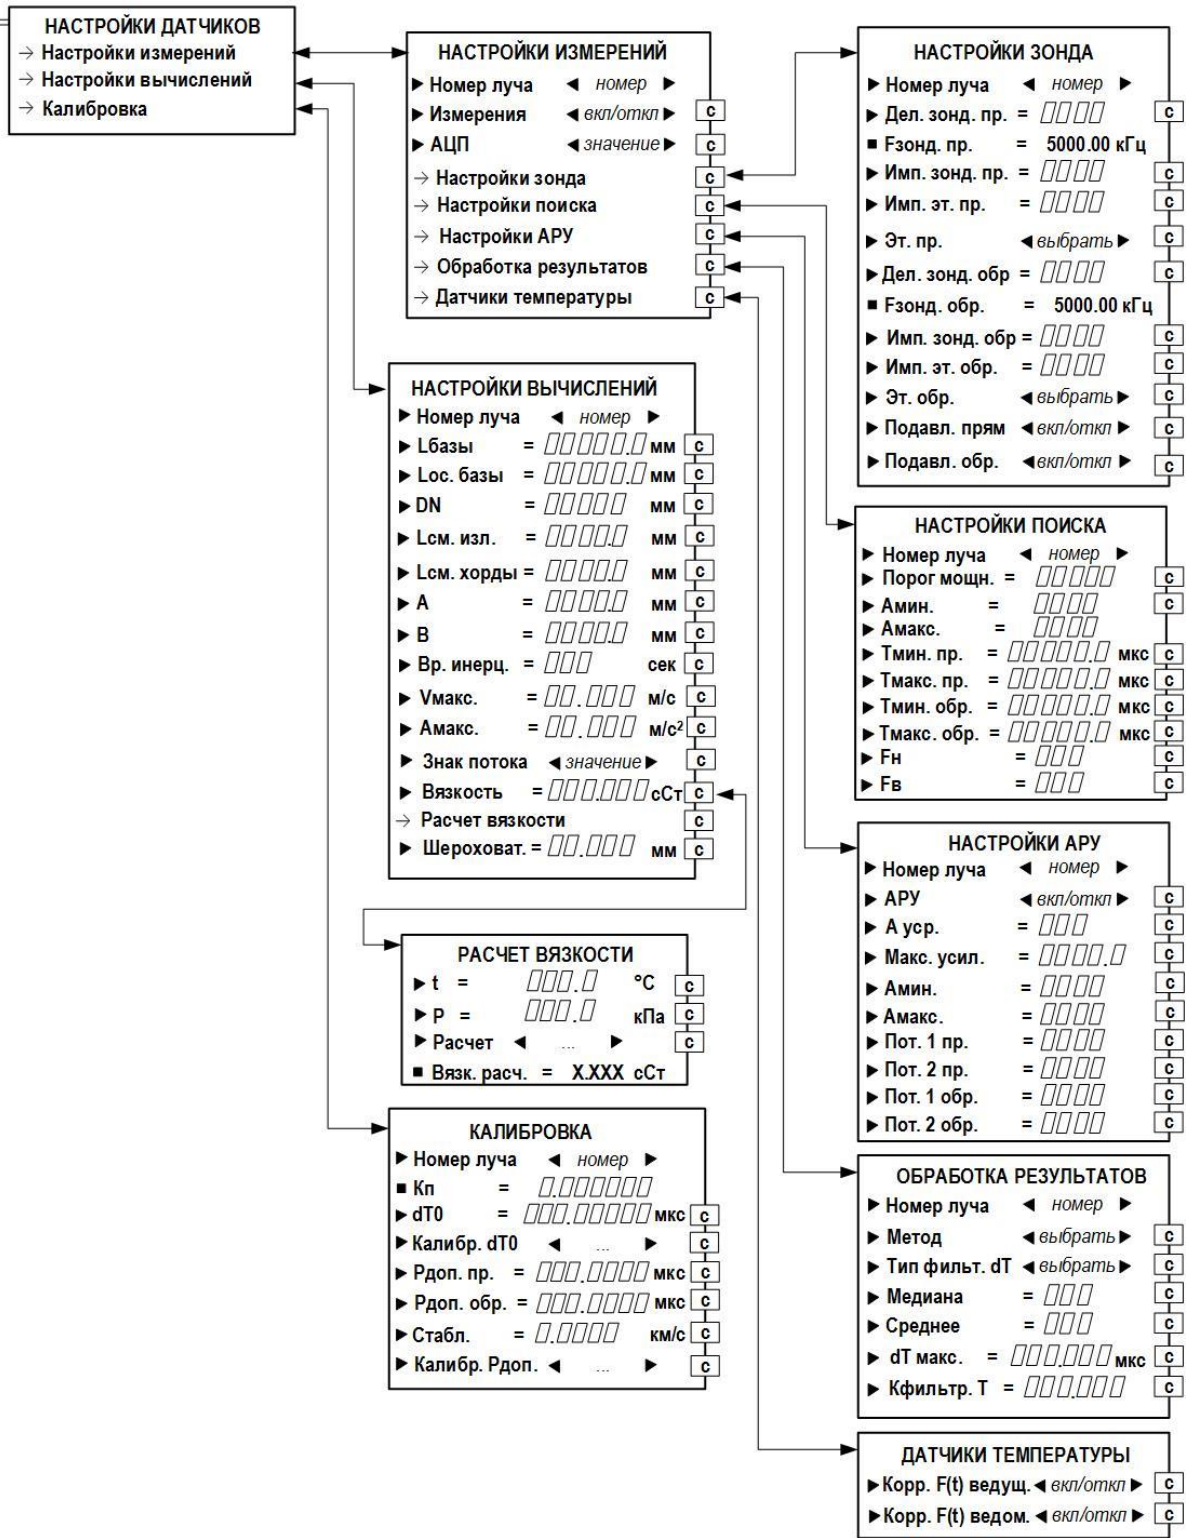 НАСТРОЙКИ ДАТЧИКОВ
→ Настройки измерений
→ Настройки вычислений
→ Калибровка
НАСТРОЙКИ ИЗМЕРЕНИЙ
▶ Номер луча ◀ номер ▶
▶ Измерения ◀ вкл/откл ▶ с
▶ АЦП ◀ значение ▶ с
→ Настройки зонда с
→ Настройки поиска с
→ Настройки АРУ с
→ Обработка результатов с
→ Датчики температуры с
НАСТРОЙКИ ВЫЧИСЛЕНИЙ
▶ Номер луча ◀ номер ▶
▶ Lбазы = . мм с
▶ Lос. базы = . мм с
▶ DN = мм с
▶ Lсм. изл. = . мм с
▶ Lсм. хорды = . мм с
▶ A = . мм с
▶ B = . мм с
▶ Вр. инерц. = сек с
▶ Vмакс. = . м/с с
▶ Aмакс. = . м/с² с
▶ Знак потока ◀ значение ▶ с
▶ Вязкость = . сСт с
→ Расчет вязкости с
▶ Шероховат. = . мм с
РАСЧЕТ ВЯЗКОСТИ
▶ t = . °C с
▶ P = . кПа с
▶ Расчет ◀ ... ▶ с
■ Вязк. расч. = X.XXX сСт
КАЛИБРОВКА
▶ Номер луча ◀ номер ▶
■ Кп = .
▶ dT0 = . мкс с
▶ Калибр. dT0 ◀ ... ▶ с
▶ Рдоп. пр. = . мкс с
▶ Рдоп. обр. = . мкс с
▶ Стабл. = . км/с с
▶ Калибр. Рдоп. ◀ ... ▶ с
НАСТРОЙКИ ЗОНДА
▶ Номер луча ◀ номер ▶
▶ Дел. зонд. пр. = с
■ Fзонд. пр. = 5000.00 кГц
▶ Имп. зонд. пр. = с
▶ Имп. эт. пр. = с
▶ Эт. пр. ◀ выбрать ▶ с
▶ Дел. зонд. обр = с
■ Fзонд. обр. = 5000.00 кГц
▶ Имп. зонд. обр = с
▶ Имп. эт. обр. = с
▶ Эт. обр. ◀ выбрать ▶ с
▶ Подавл. прям ◀ вкл/откл ▶ с
▶ Подавл. обр. ◀ вкл/откл ▶ с
НАСТРОЙКИ ПОИСКА
▶ Номер луча ◀ номер ▶
▶ Порог мощн. = с
▶ Амин. = с
▶ Амакс. =
▶ Тмин. пр. = . мкс с
▶ Тмакс. пр. = . мкс с
▶ Тмин. обр. = . мкс с
▶ Тмакс. обр. = . мкс с
▶ Fн = с
▶ Fв = с
НАСТРОЙКИ АРУ
▶ Номер луча ◀ номер ▶
▶ АРУ ◀ вкл/откл ▶ с
▶ А уср. = с
▶ Макс. усил. = . с
▶ Амин. = с
▶ Амакс. = с
▶ Пот. 1 пр. = с
▶ Пот. 2 пр. = с
▶ Пот. 1 обр. = с
▶ Пот. 2 обр. = с
ОБРАБОТКА РЕЗУЛЬТАТОВ
▶ Номер луча ◀ номер ▶
▶ Метод ◀ выбрать ▶ с
▶ Тип фильт. dT ◀ выбрать ▶ с
▶ Медиана = с
▶ Среднее = с
▶ dT макс. = . мкс с
▶ Кфильтр. Т = . с
ДАТЧИКИ ТЕМПЕРАТУРЫ
▶ Корр. F(t) ведущ. ◀ вкл/откл ▶ с
▶ Корр. F(t) ведом. ◀ вкл/откл ▶ с